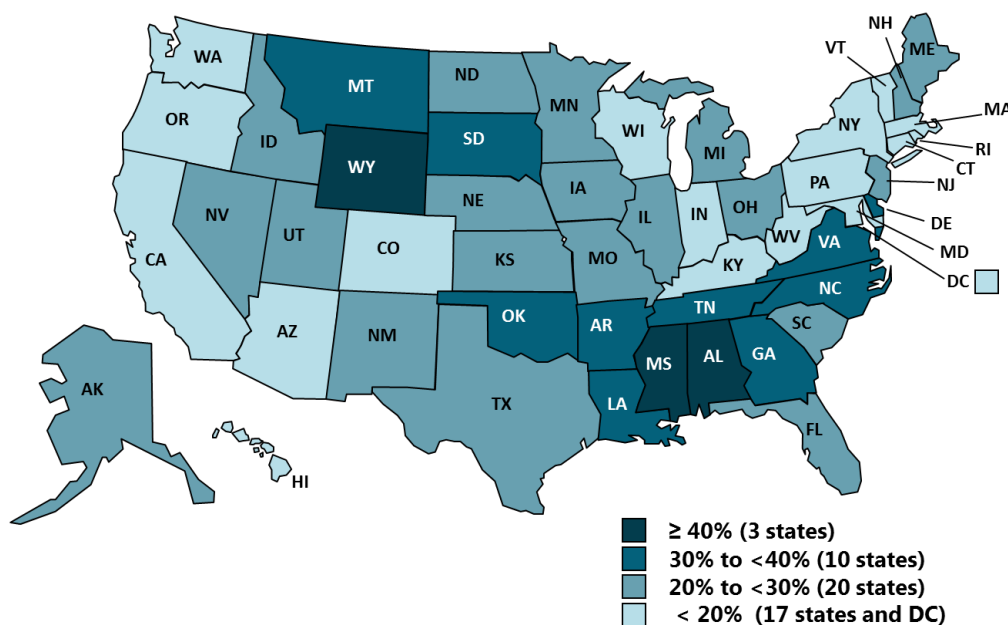 NH
VT
ME
WA
MT
ND
MN
OR
ID
SD
WI
NY
MA
RI
CT
WY
MI
PA
NJ
NE
IA
NV
UT
CO
IL
IN
OH
DE
WV
VA
MD
CA
KS
MO
KY
DC
AZ
NM
OK
AR
TN
NC
SC
MS
AL
GA
AK
TX
LA
FL
HI
≥ 40% (3 states)
30% to <40% (10 states)
20% to <30% (20 states)
< 20% (17 states and DC)